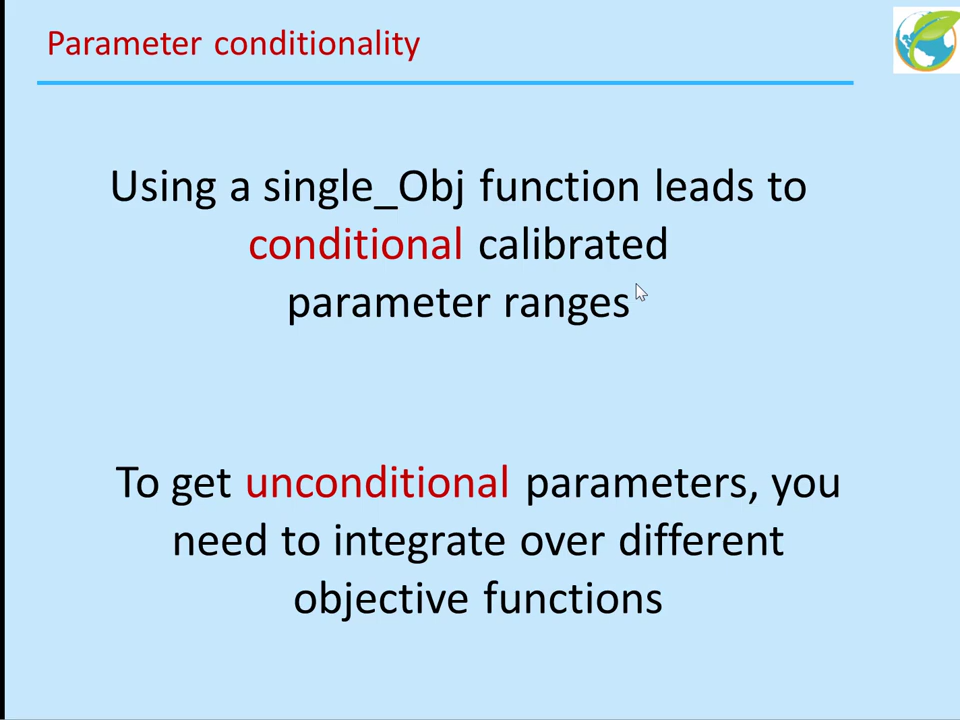 Parameter conditionality
Using a single_Obj function leads to
conditional calibrated
parameter ranges
To get unconditional parameters, you
need to integrate over different
objective functions